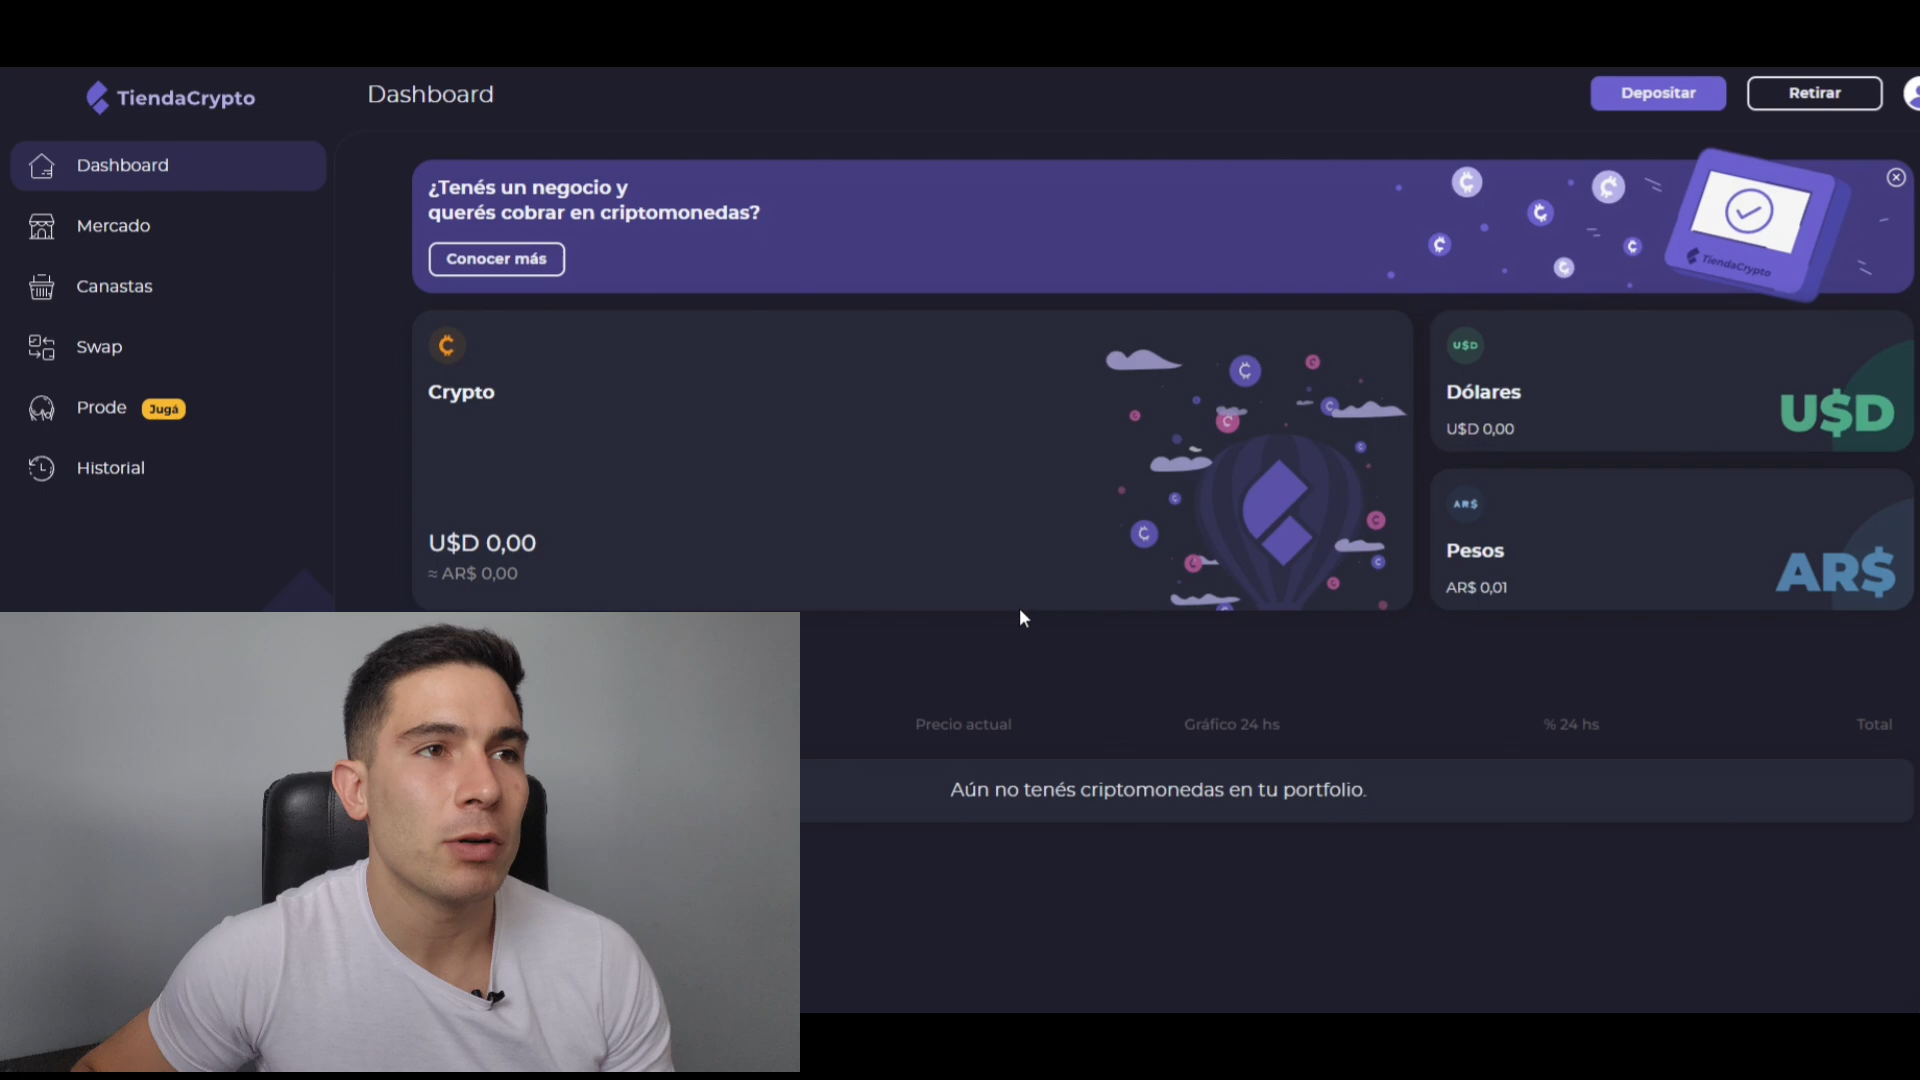 TiendaCrypto
Dashboard
Depositar
Retirar
Dashboard
Mercado
Canastas
Swap
Prode Jugá
Historial
¿Tenés un negocio y
querés cobrar en criptomonedas?
Conocer más
TiendaCrypto
Crypto
U$D 0,00
≈ AR$ 0,00
U$D
Dólares
U$D 0,00
U$D
AR$
Pesos
AR$ 0,01
AR$
Precio actual
Gráfico 24 hs
% 24 hs
Total
Aún no tenés criptomonedas en tu portfolio.